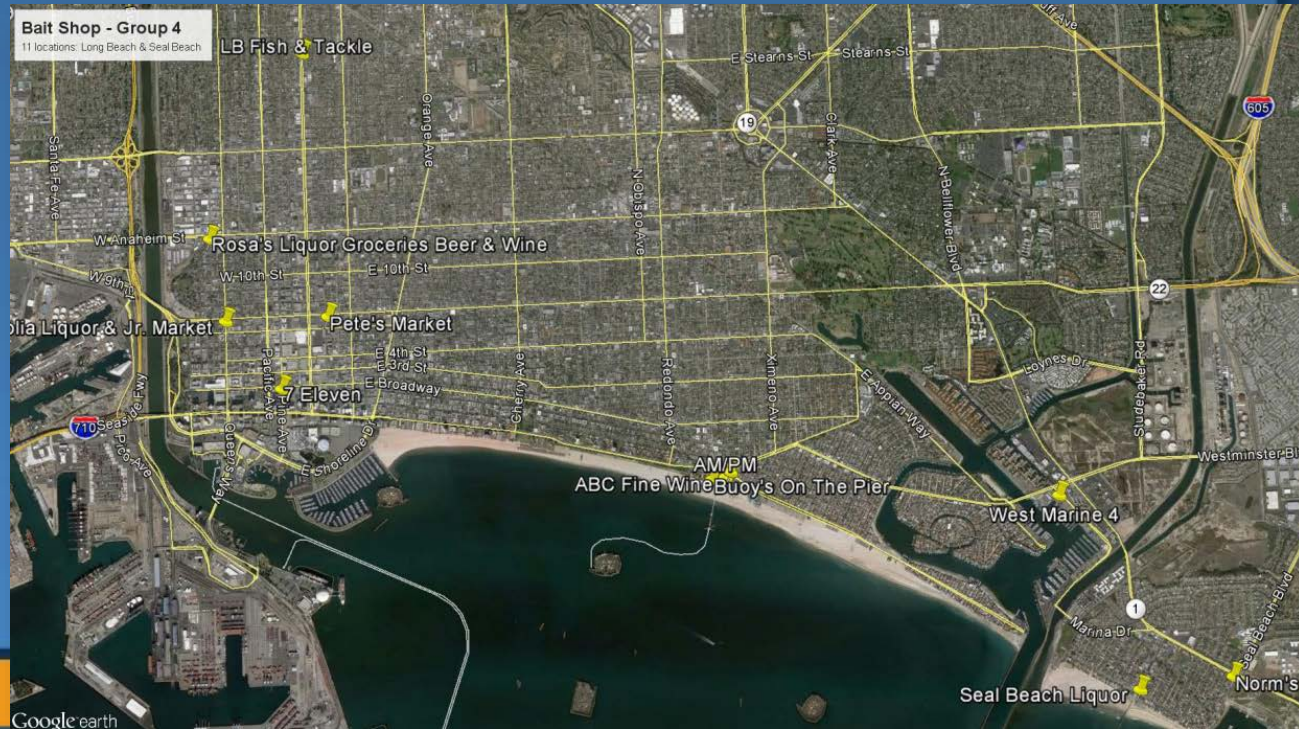 Bait Shop - Group 4
11 locations: Long Beach & Seal Beach
LB Fish & Tackle
E Stearns St
Stearns St
605
Orange Ave
Santa Fe Ave
19
Clark Ave
N Obispo Ave
N Bellflower Blvd
W Anaheim St
Rosa's Liquor Groceries Beer & Wine
W 10th St
E 10th St
W 9th St
22
olia Liquor & Jr. Market
Pete's Market
E 4th St
E 3rd St
E Broadway
Pacific Ave
Cherry Ave
Redondo Ave
Ximeno Ave
E Appian Way
Loynes Dr
Studebaker Rd
7 Eleven
Pine Ave
710
Seaside Fwy
Pico Ave
Queens Way
E Shoreline Dr
AM/PM
ABC Fine Wine
Buoy's On The Pier
Westminster Bl
West Marine 4
1
Marina Dr
Seal Beach Blvd
Seal Beach Liquor
Norm's
Google earth